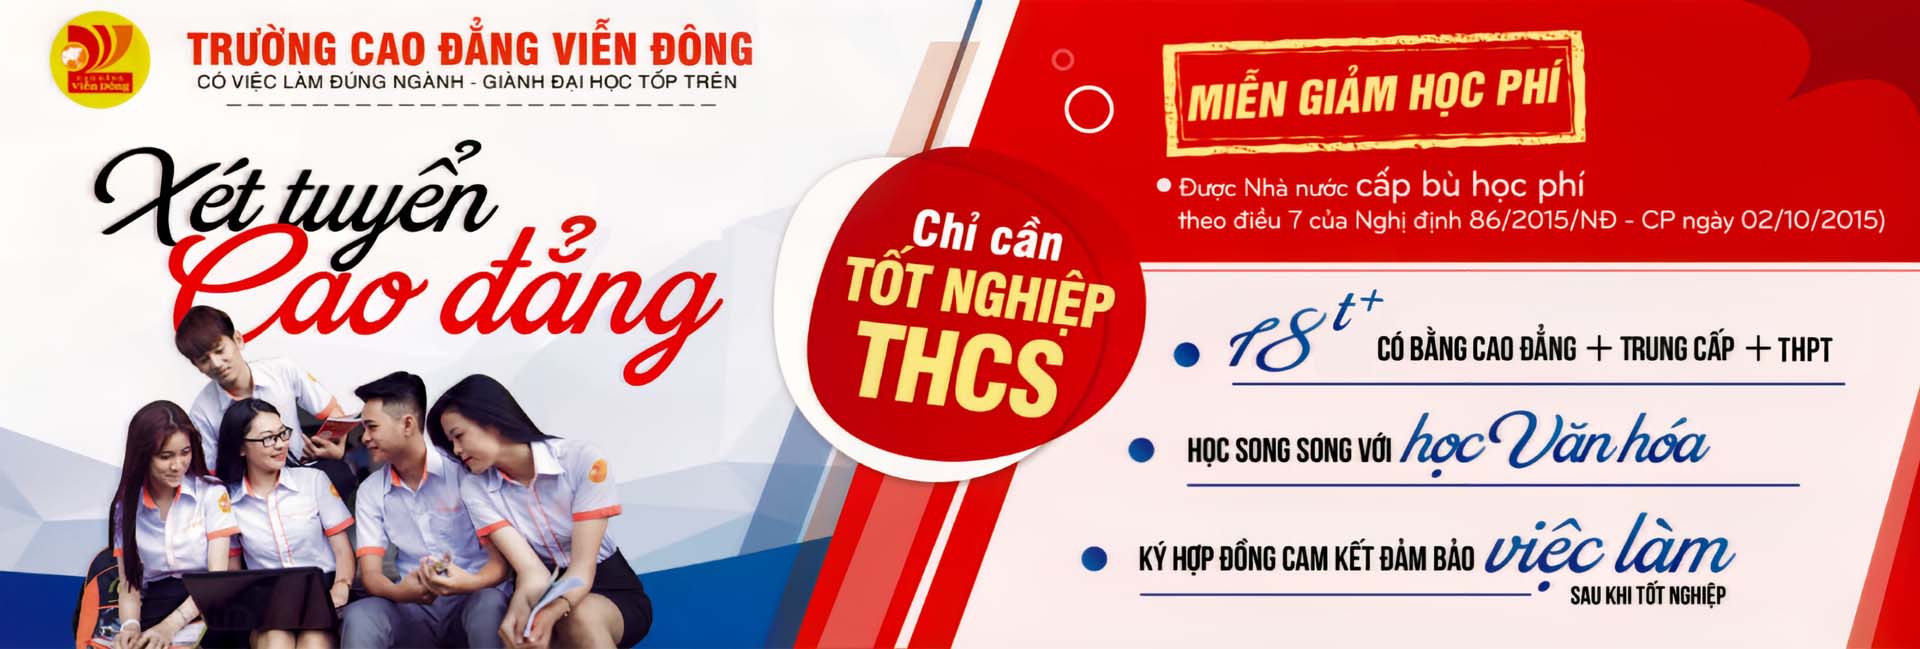 Viễn Đông
TRƯỜNG CAO ĐẲNG VIỄN ĐÔNG
CÓ VIỆC LÀM ĐÚNG NGÀNH - GIÀNH ĐẠI HỌC TỐP TRÊN
Xét tuyển
Cao đẳng
Chỉ cần
TỐT NGHIỆP
THCS
MIỄN GIẢM HỌC PHÍ
Được Nhà nước cấp bù học phí
theo điều 7 của Nghị định 86/2015/NĐ - CP ngày 02/10/2015)
18t+ CÓ BẰNG CAO ĐẲNG + TRUNG CẤP + THPT
HỌC SONG SONG VỚI học Văn hóa
KÝ HỢP ĐỒNG CAM KẾT ĐẢM BẢO việc làm
SAU KHI TỐT NGHIỆP